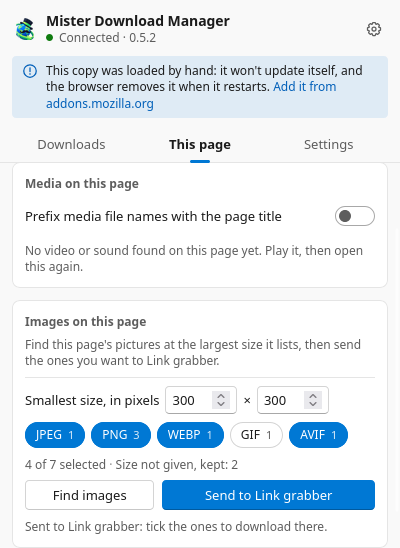 Mister Download Manager
Connected · 0.5.2
This copy was loaded by hand: it won't update itself, and
the browser removes it when it restarts. Add it from
addons.mozilla.org
Downloads
This page
Settings
Media on this page
Prefix media file names with the page title
No video or sound found on this page yet. Play it, then open
this again.
Images on this page
Find this page's pictures at the largest size it lists, then send
the ones you want to Link grabber.
Smallest size, in pixels 300 × 300
JPEG 1 PNG 3 WEBP 1 GIF 1 AVIF 1
4 of 7 selected · Size not given, kept: 2
Find images
Send to Link grabber
Sent to Link grabber: tick the ones to download there.